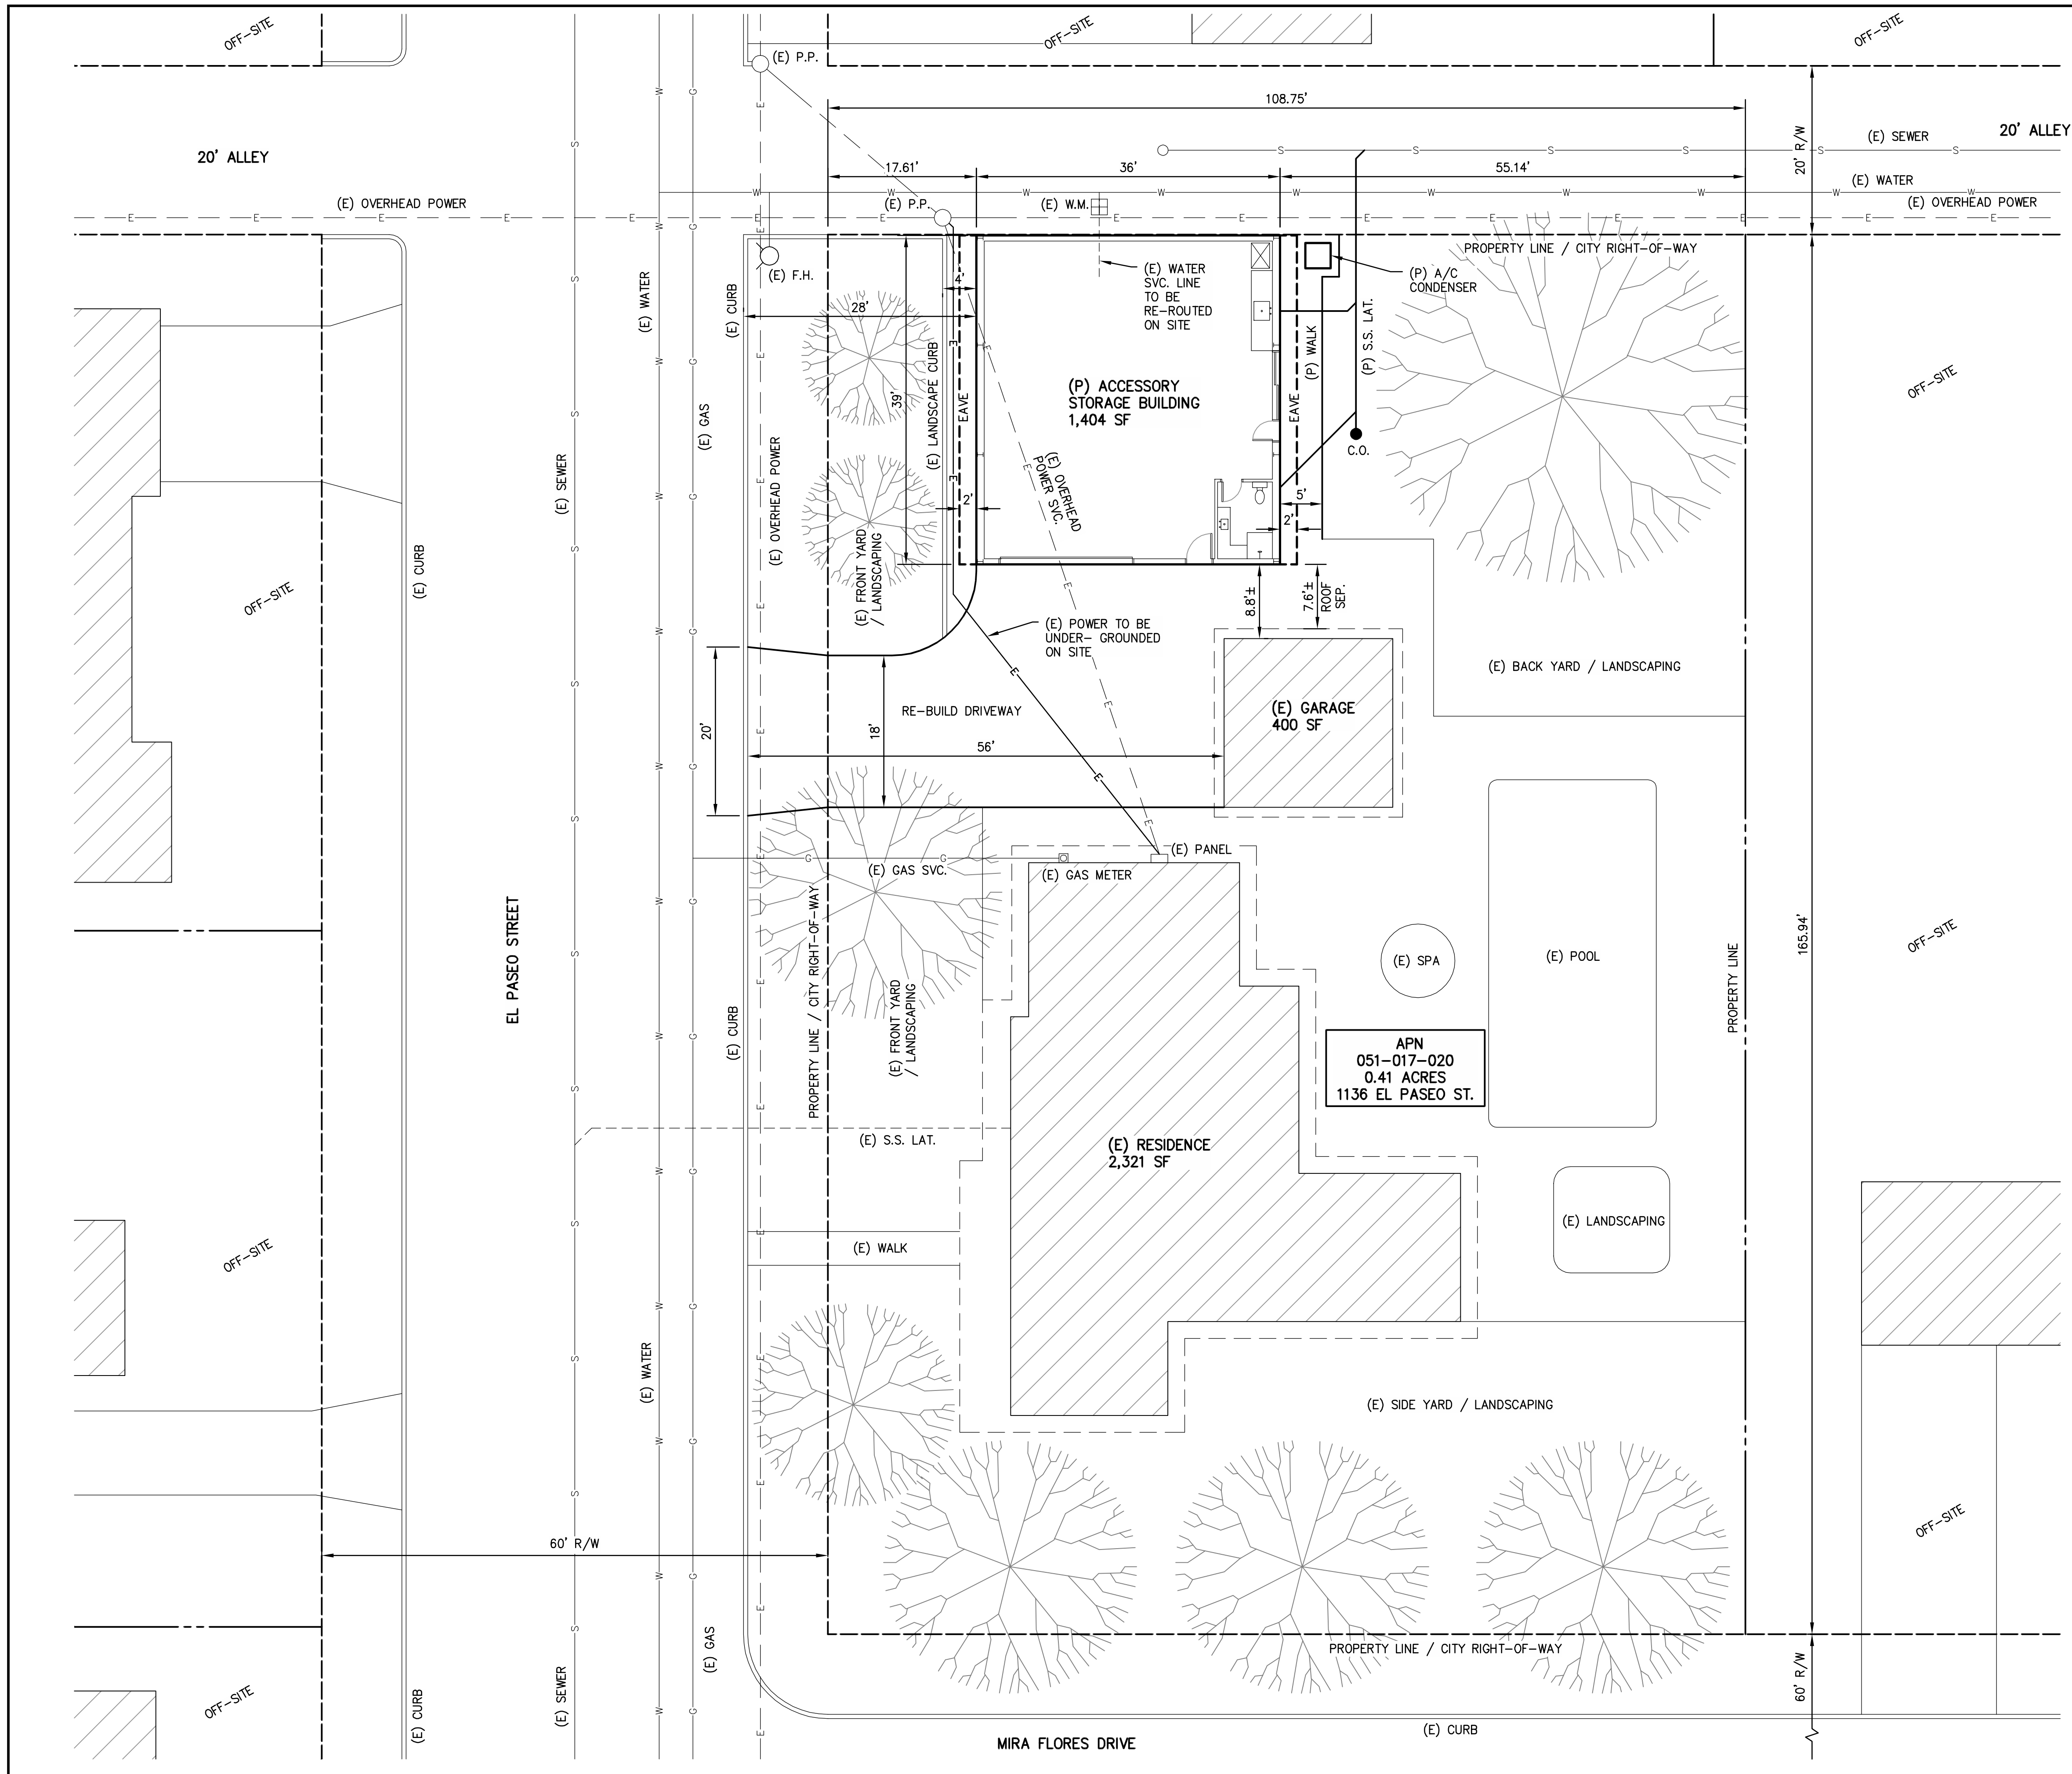 OFF-SITE
OFF-SITE
OFF-SITE
(E) P.P.
108.75'
20' R/W
20' ALLEY
(E) SEWER
20' ALLEY
17.61'
36'
55.14'
(E) WATER
(E) OVERHEAD POWER
(E) P.P.
(E) W.M.
(E) OVERHEAD POWER
PROPERTY LINE / CITY RIGHT-OF-WAY
(E) F.H.
4'
(E) WATER
SVC. LINE
TO BE
RE-ROUTED
ON SITE
(P) A/C
CONDENSER
(E) WATER
(E) CURB
28'
(P) WALK
(P) S.S. LAT.
(E) LANDSCAPE CURB
39'
EAVE
(P) ACCESSORY
STORAGE BUILDING
1,404 SF
EAVE
OFF-SITE
(E) GAS
C.O.
(E) SEWER
(E) OVERHEAD POWER
(E) OVERHEAD
POWER SVC.
2'
5'
2'
(E) CURB
OFF-SITE
(E) FRONT YARD
/ LANDSCAPING
8.8'±
7.6'±
ROOF
SEP.
(E) POWER TO BE
UNDER- GROUNDED
ON SITE
(E) BACK YARD / LANDSCAPING
20'
18'
RE-BUILD DRIVEWAY
(E) GARAGE
400 SF
56'
(E) PANEL
(E) GAS SVC.
(E) GAS METER
EL PASEO STREET
PROPERTY LINE / CITY RIGHT-OF-WAY
(E) SPA
(E) POOL
PROPERTY LINE
165.94'
OFF-SITE
(E) CURB
(E) FRONT YARD
/ LANDSCAPING
APN
051-017-020
0.41 ACRES
1136 EL PASEO ST.
(E) S.S. LAT.
(E) RESIDENCE
2,321 SF
(E) LANDSCAPING
OFF-SITE
(E) WALK
(E) WATER
(E) SIDE YARD / LANDSCAPING
OFF-SITE
60' R/W
(E) GAS
PROPERTY LINE / CITY RIGHT-OF-WAY
60' R/W
OFF-SITE
(E) CURB
(E) SEWER
MIRA FLORES DRIVE
(E) CURB